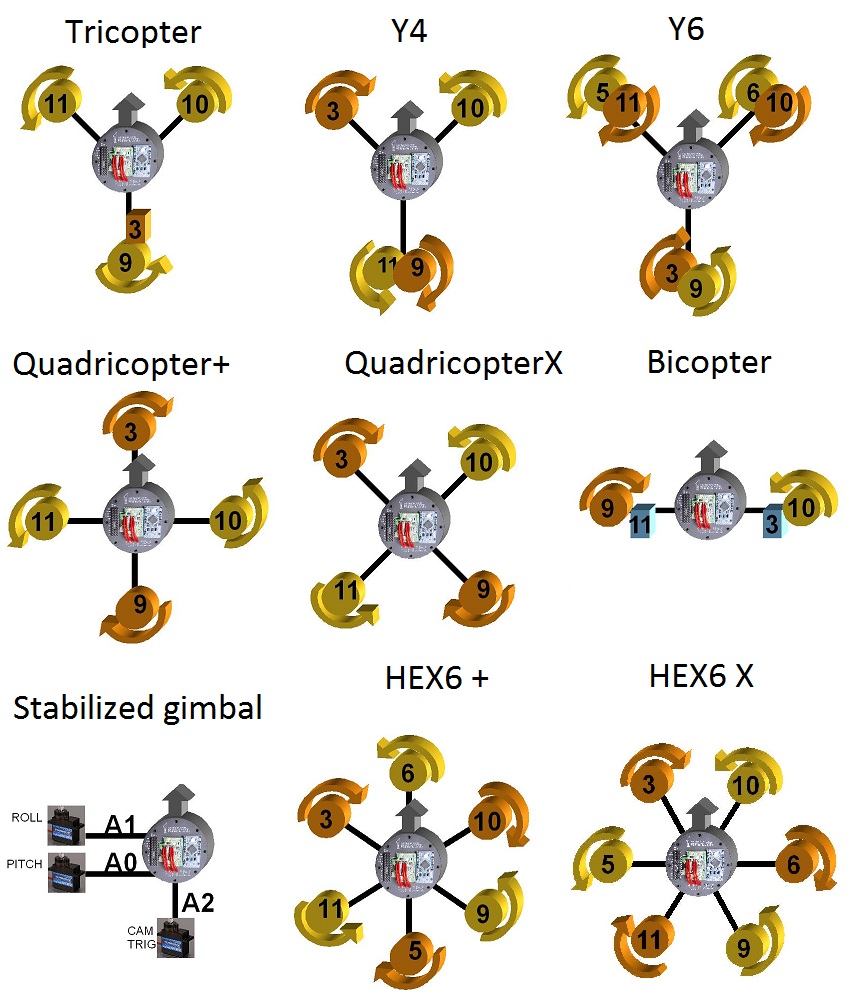 Tricopter
Y4
Y6
11
10
3
9
3
10
11
9
5
11
6
10
3
9
Quadricopter+
QuadricopterX
Bicopter
3
11
10
9
3
10
11
9
9
11
3
10
Stabilized gimbal
HEX6 +
HEX6 X
ROLL
A1
PITCH
A0
A2
CAM
TRIG
6
3
10
11
9
5
3
10
5
6
11
9